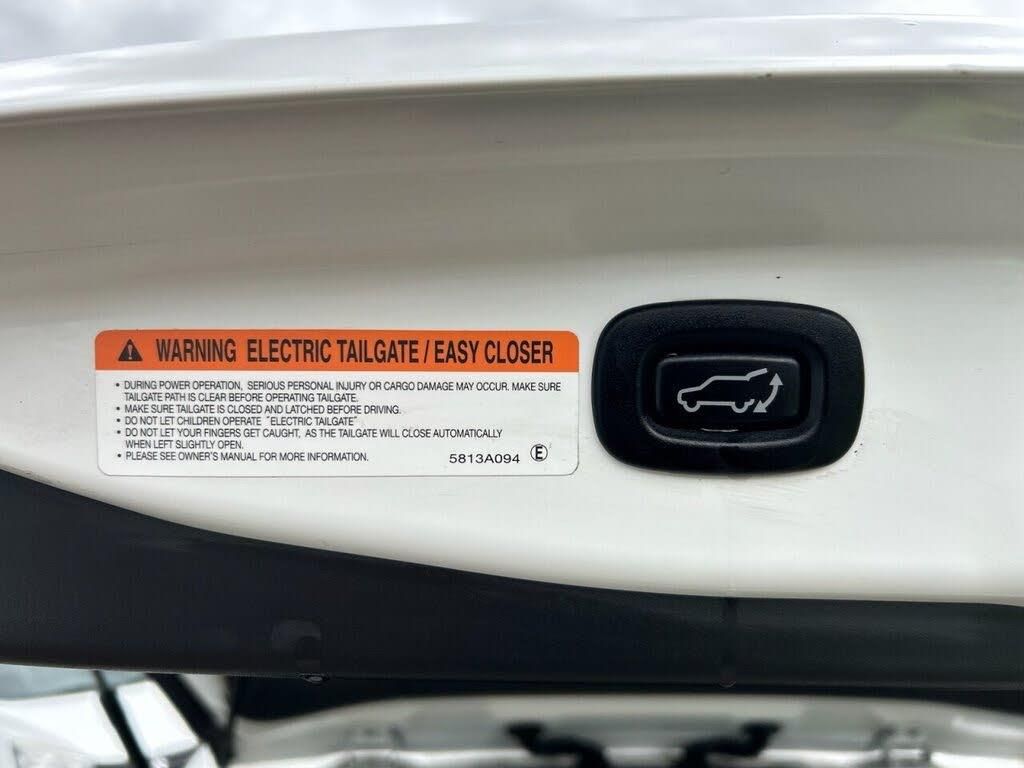 WARNING ELECTRIC TAILGATE / EASY CLOSER
• DURING POWER OPERATION, SERIOUS PERSONAL INJURY OR CARGO DAMAGE MAY OCCUR. MAKE SURE
TAILGATE PATH IS CLEAR BEFORE OPERATING TAILGATE.
• MAKE SURE TAILGATE IS CLOSED AND LATCHED BEFORE DRIVING.
• DO NOT LET CHILDREN OPERATE "ELECTRIC TAILGATE"
• DO NOT LET YOUR FINGERS GET CAUGHT, AS THE TAILGATE WILL CLOSE AUTOMATICALLY
WHEN LEFT SLIGHTLY OPEN.
• PLEASE SEE OWNER'S MANUAL FOR MORE INFORMATION.
5813A094 E